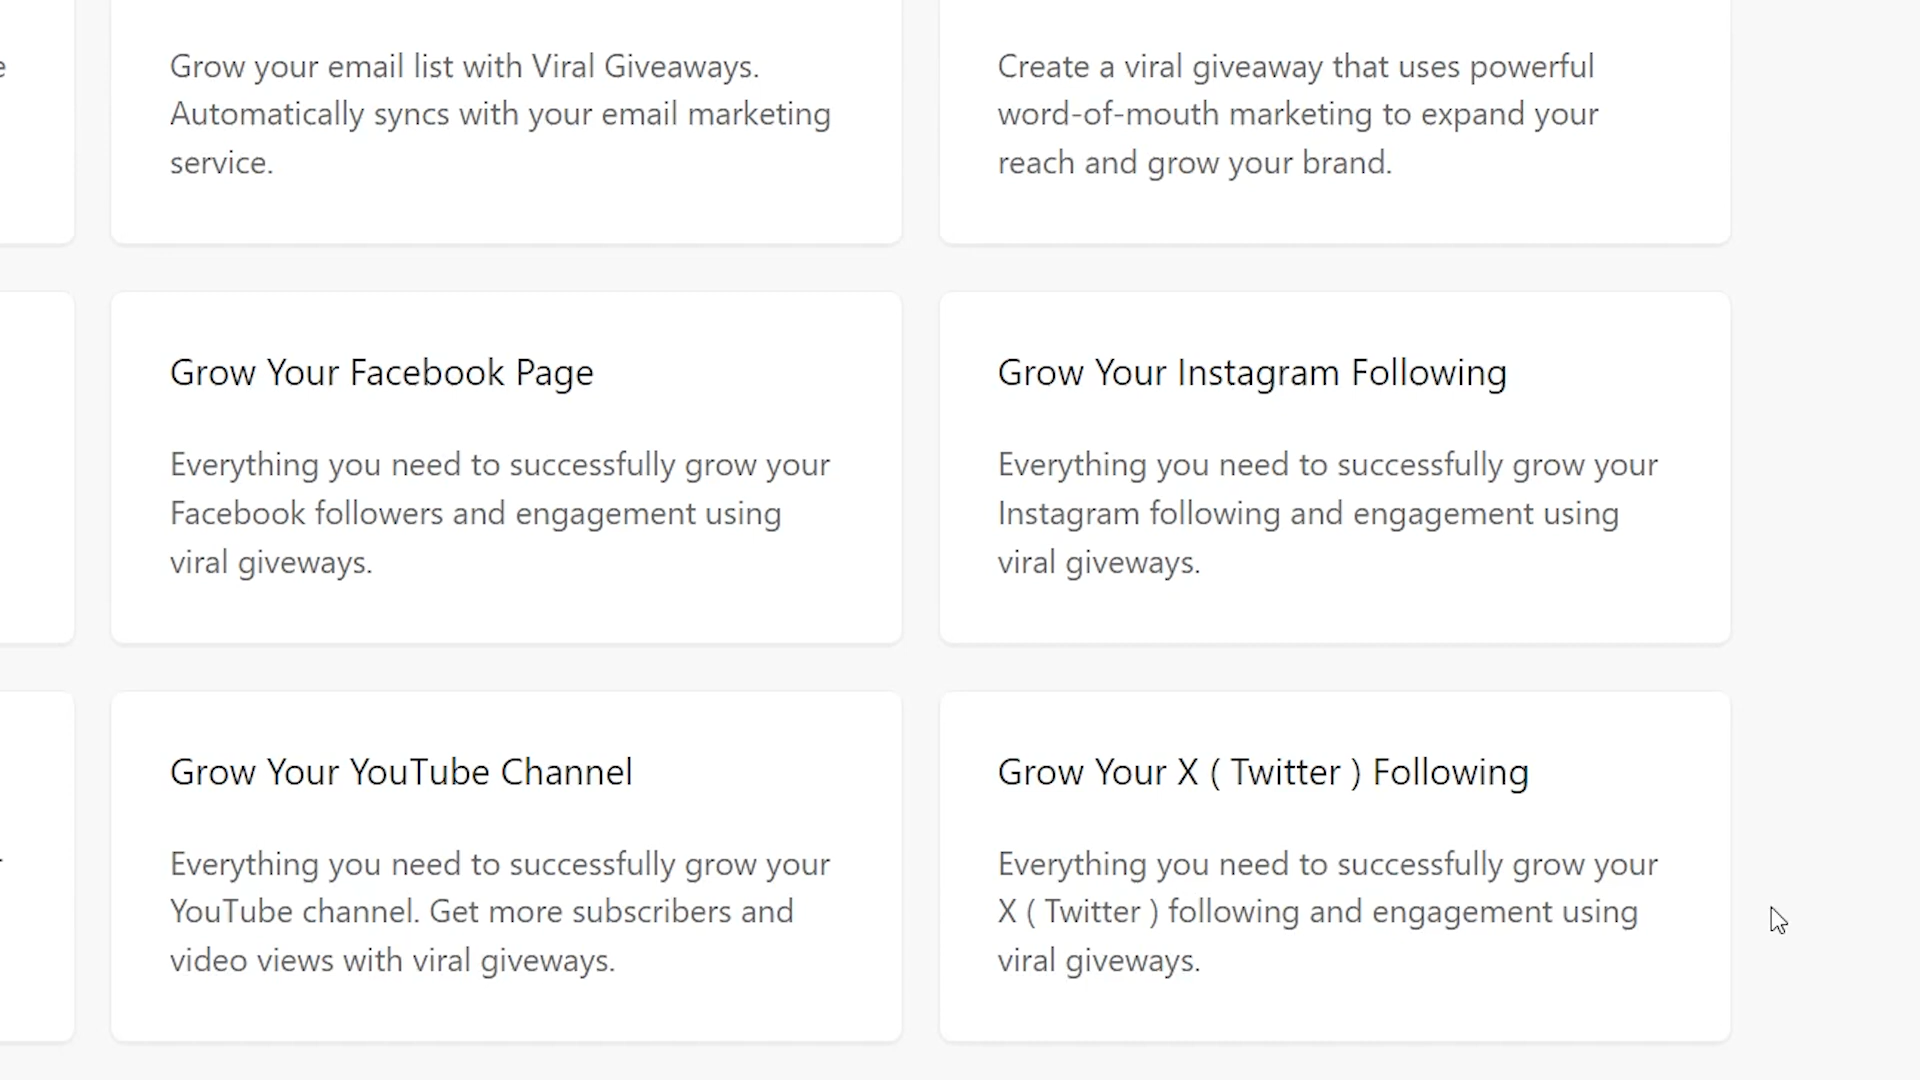 Grow your email list with Viral Giveaways.
Automatically syncs with your email marketing
service.
Create a viral giveaway that uses powerful
word-of-mouth marketing to expand your
reach and grow your brand.
Grow Your Facebook Page
Everything you need to successfully grow your
Facebook followers and engagement using
viral giveways.
Grow Your Instagram Following
Everything you need to successfully grow your
Instagram following and engagement using
viral giveways.
Grow Your YouTube Channel
Everything you need to successfully grow your
YouTube channel. Get more subscribers and
video views with viral giveways.
Grow Your X ( Twitter ) Following
Everything you need to successfully grow your
X ( Twitter ) following and engagement using
viral giveways.